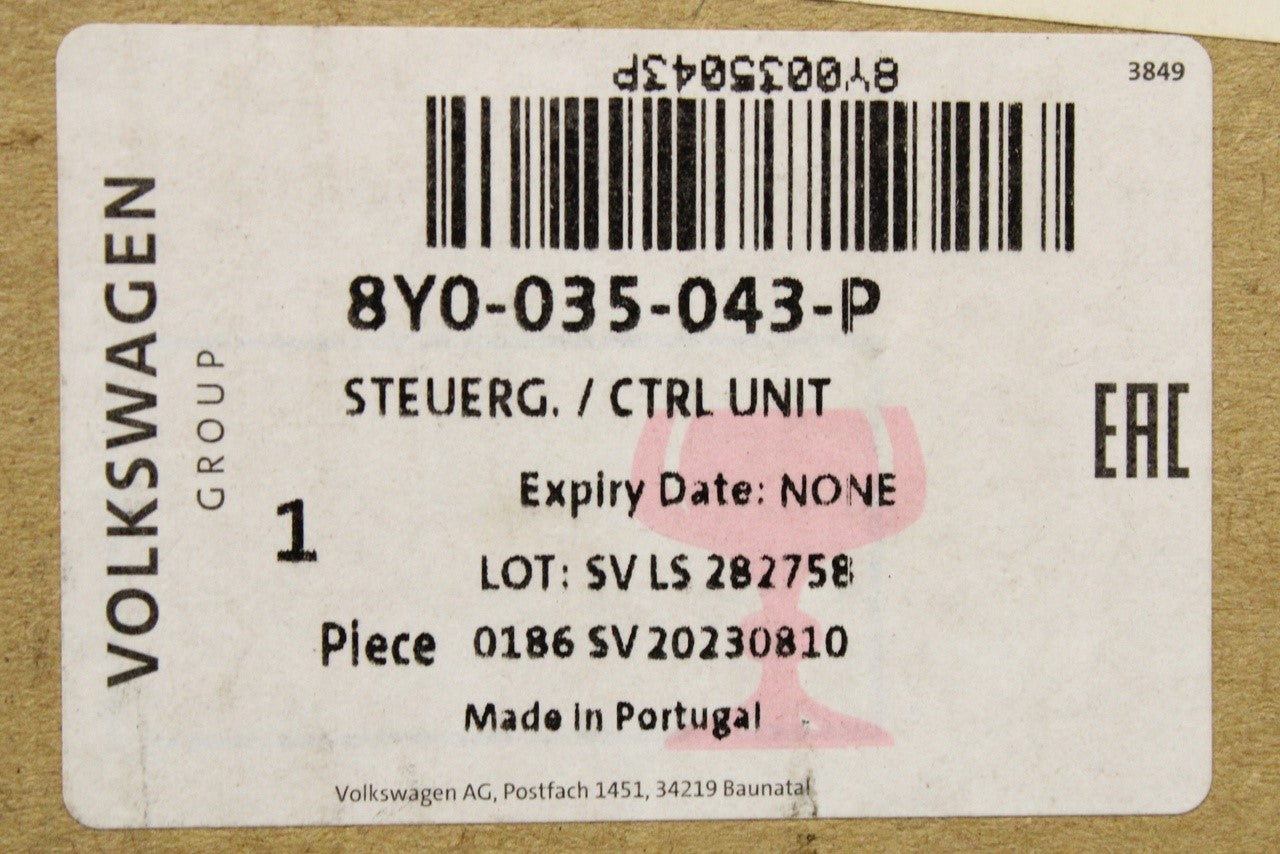 8Y0035043P
3849
VOLKSWAGEN
GROUP
8Y0-035-043-P
STEUERG. / CTRL UNIT
EAC
Expiry Date: NONE
1
LOT: SV LS 282758
Piece 0186 SV 20230810
Made in Portugal
Volkswagen AG, Postfach 1451, 34219 Baunatal